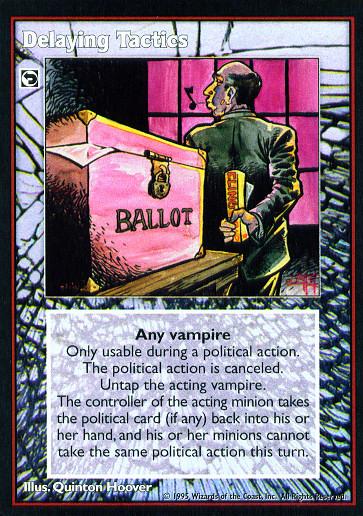 Delaying Tactics
BALLOT
Any vampire
Only usable during a political action.
The political action is canceled.
Untap the acting vampire.
The controller of the acting minion takes
the political card (if any) back into his or
her hand, and his or her minions cannot
take the same political action this turn.
Illus. Quinton Hoover
© 1995 Wizards of the Coast, Inc. All Rights Reserved